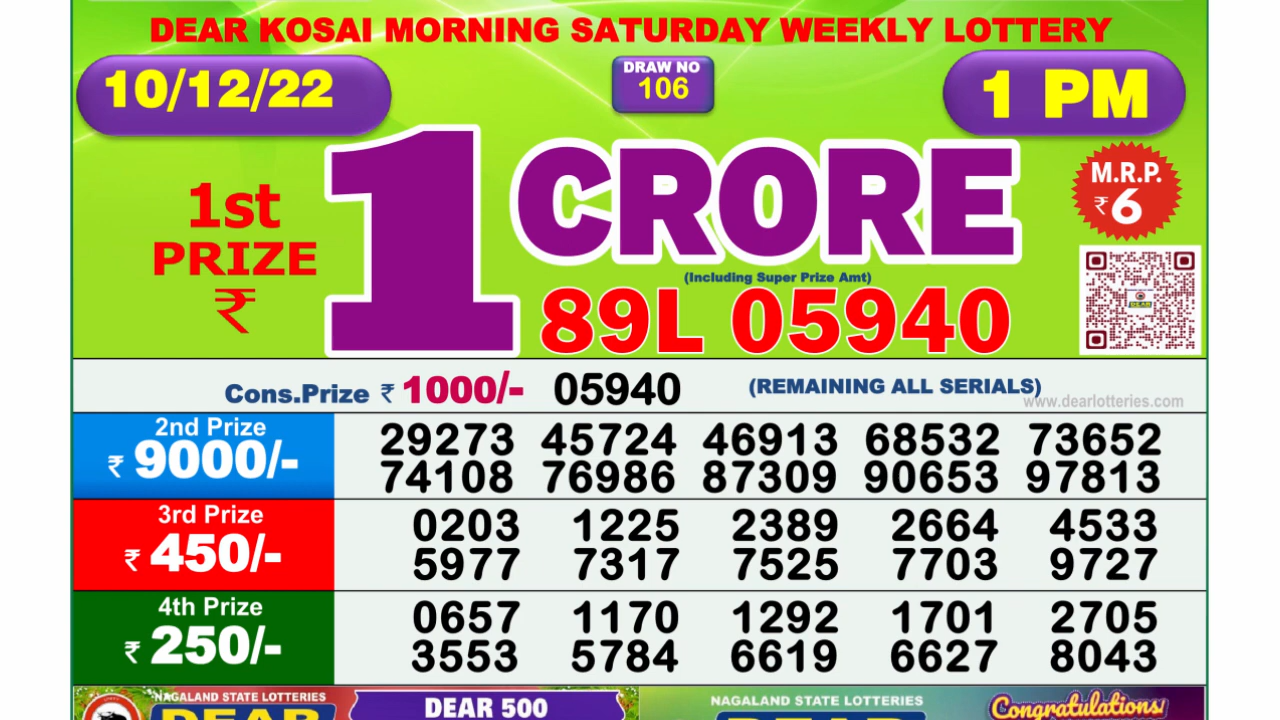 DEAR KOSAI MORNING SATURDAY WEEKLY LOTTERY
10/12/22
DRAW NO
106
1 PM
1st
PRIZE
₹
1 CRORE
(Including Super Prize Amt)
89L 05940
M.R.P.
₹6
DEAR
Cons.Prize ₹ 1000/- 05940 (REMAINING ALL SERIALS)
www.dearlotteries.com
2nd Prize
₹ 9000/-
29273 45724 46913 68532 73652
74108 76986 87309 90653 97813
3rd Prize
₹ 450/-
0203 1225 2389 2664 4533
5977 7317 7525 7703 9727
4th Prize
₹ 250/-
0657 1170 1292 1701 2705
3553 5784 6619 6627 8043
NAGALAND STATE LOTTERIES
DEAR
DEAR 500
NAGALAND STATE LOTTERIES
DEAR
Congratulations!